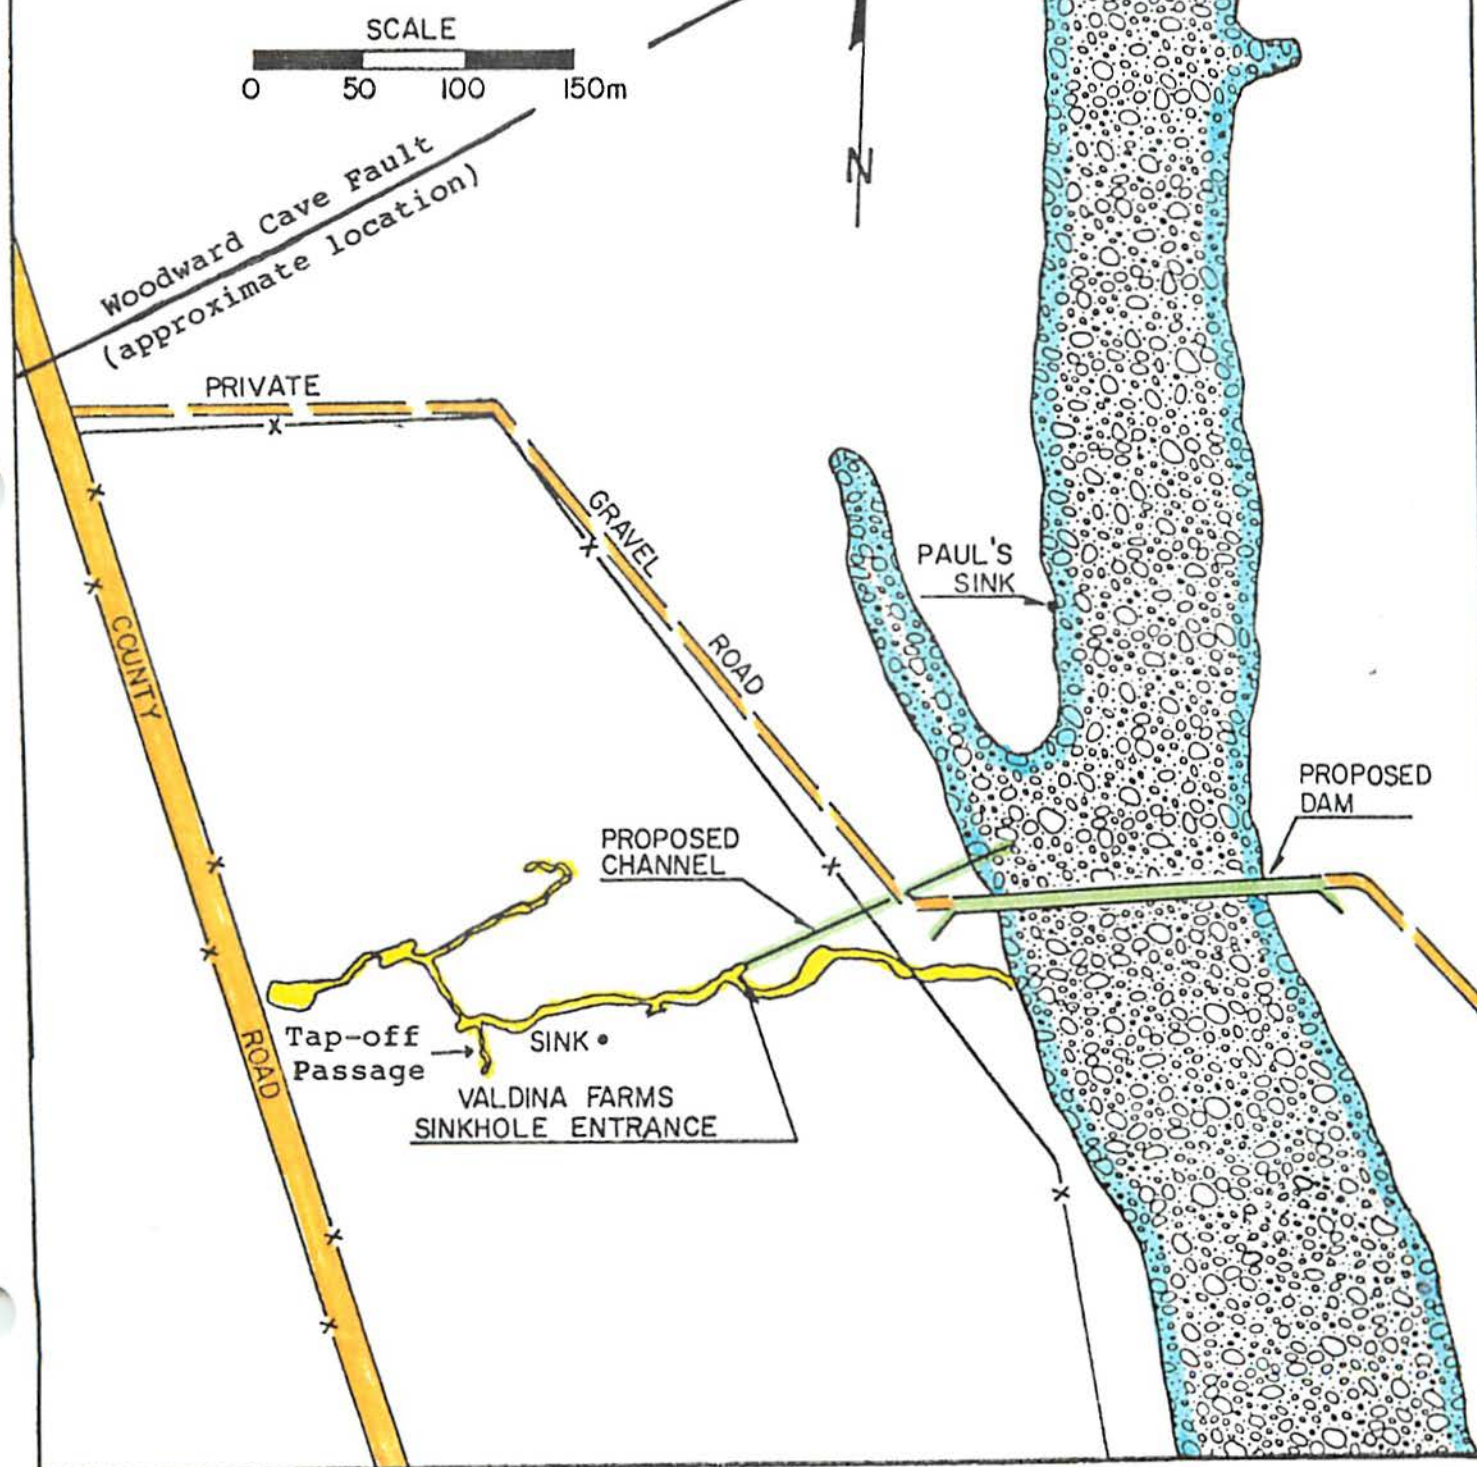 SCALE
0 50 100 150m
N
Woodward Cave Fault
(approximate location)
PRIVATE
GRAVEL
ROAD
PAUL'S
SINK
COUNTY
ROAD
PROPOSED
DAM
PROPOSED
CHANNEL
Tap-off
Passage
SINK
VALDINA FARMS
SINKHOLE ENTRANCE